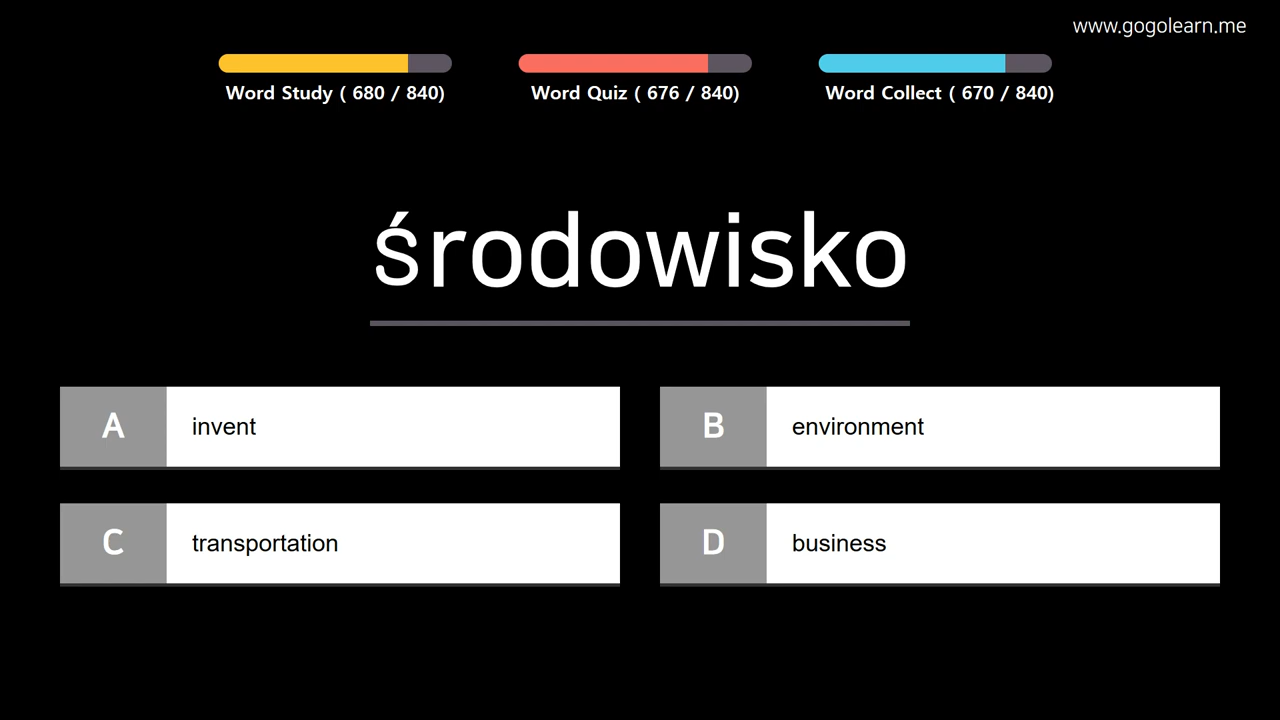 www.gogolearn.me
Word Study ( 680 / 840)
Word Quiz ( 676 / 840)
Word Collect ( 670 / 840)
środowisko
A invent
B environment
C transportation
D business